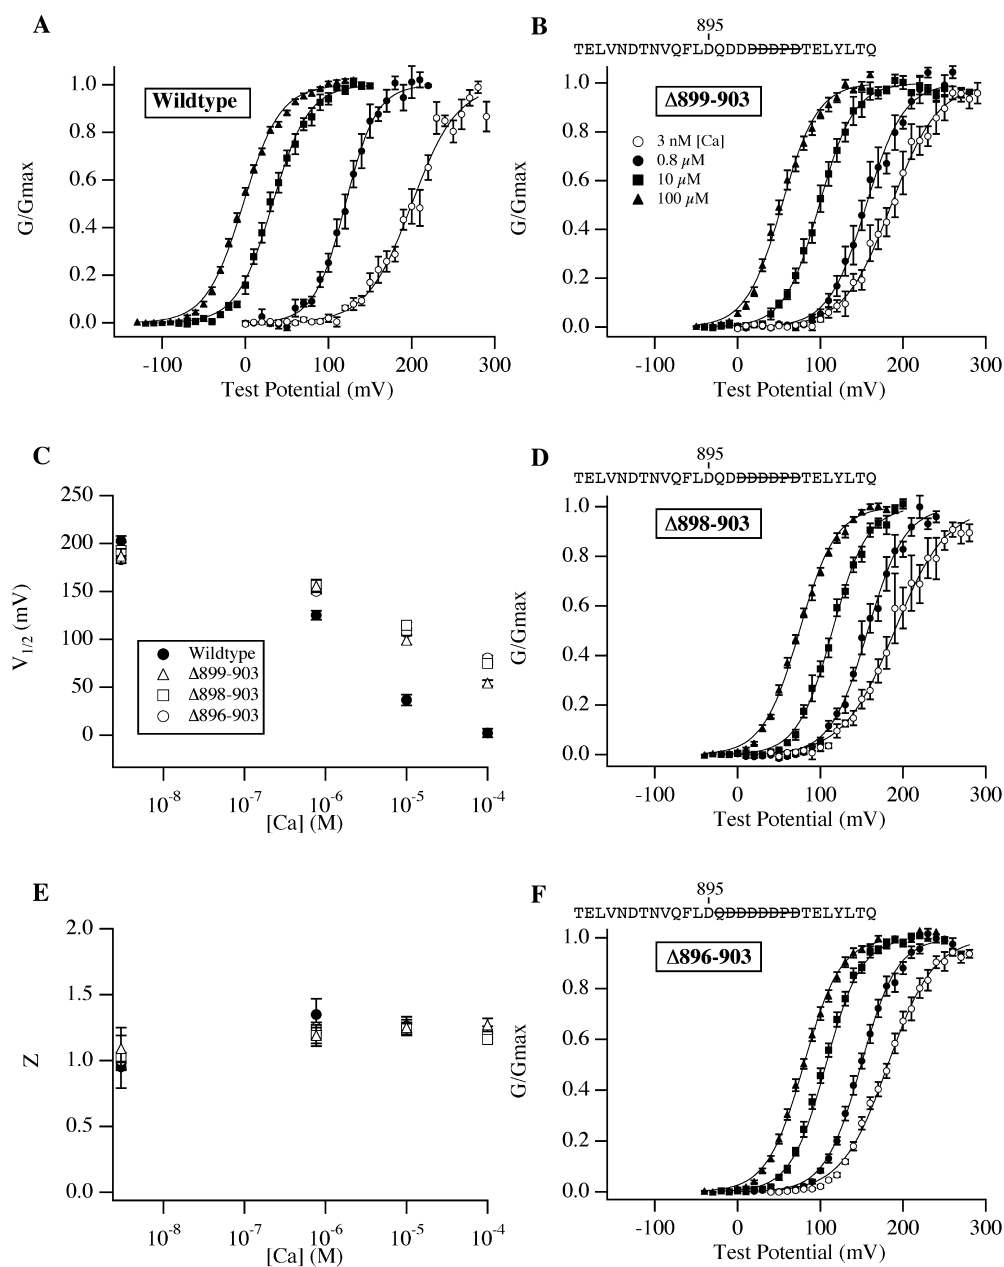 A
Wildtype
G/Gmax
1.0
0.8
0.6
0.4
0.2
0.0
-100 0 100 200 300
Test Potential (mV)
B
895
TELVNDTNVQFLDQDDDDDPDTELYLTQ
Δ899-903
3 nM [Ca]
0.8 µM
10 µM
100 µM
G/Gmax
1.0
0.8
0.6
0.4
0.2
0.0
-100 0 100 200 300
Test Potential (mV)
C
V1/2 (mV)
250
200
150
100
50
0
Wildtype
Δ899-903
Δ898-903
Δ896-903
10-8 10-7 10-6 10-5 10-4
[Ca] (M)
D
895
TELVNDTNVQFLDQDDDDDPDTELYLTQ
Δ898-903
G/Gmax
1.0
0.8
0.6
0.4
0.2
0.0
-100 0 100 200 300
Test Potential (mV)
E
Z
2.0
1.5
1.0
0.5
0.0
10-8 10-7 10-6 10-5 10-4
[Ca] (M)
F
895
TELVNDTNVQFLDQDDDDDPDTELYLTQ
Δ896-903
G/Gmax
1.0
0.8
0.6
0.4
0.2
0.0
-100 0 100 200 300
Test Potential (mV)